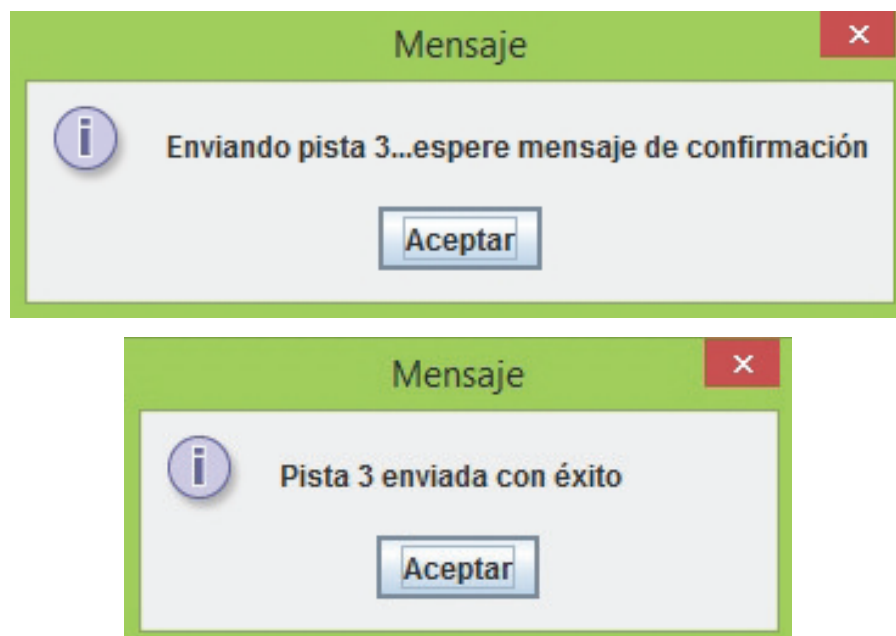 Mensaje
Enviando pista 3...espere mensaje de confirmación
Aceptar
Mensaje
Pista 3 enviada con éxito
Aceptar